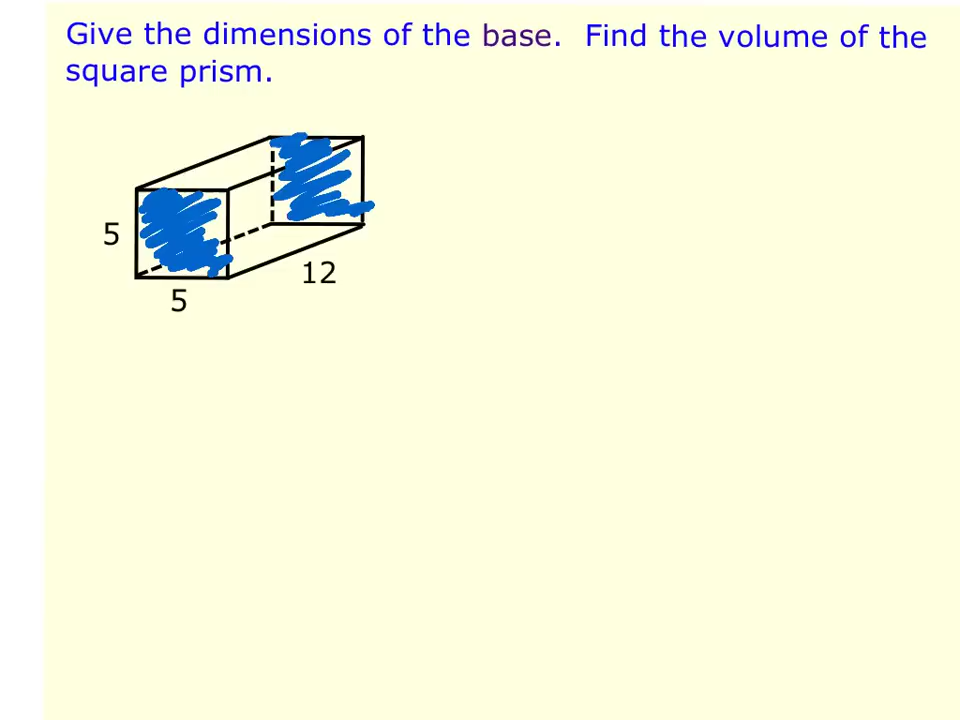 Give the dimensions of the base. Find the volume of the
square prism.
5
12
5